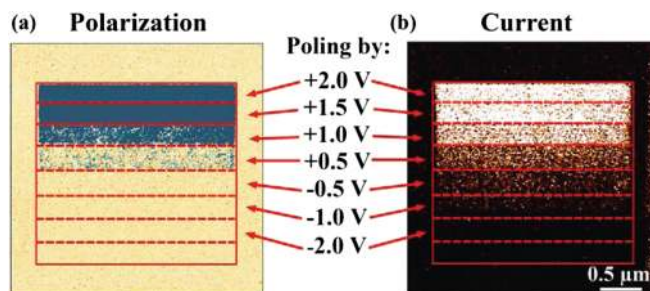 (a) Polarization
Poling by:
(b) Current
+2.0 V
+1.5 V
+1.0 V
+0.5 V
-0.5 V
-1.0 V
-2.0 V
0.5 µm